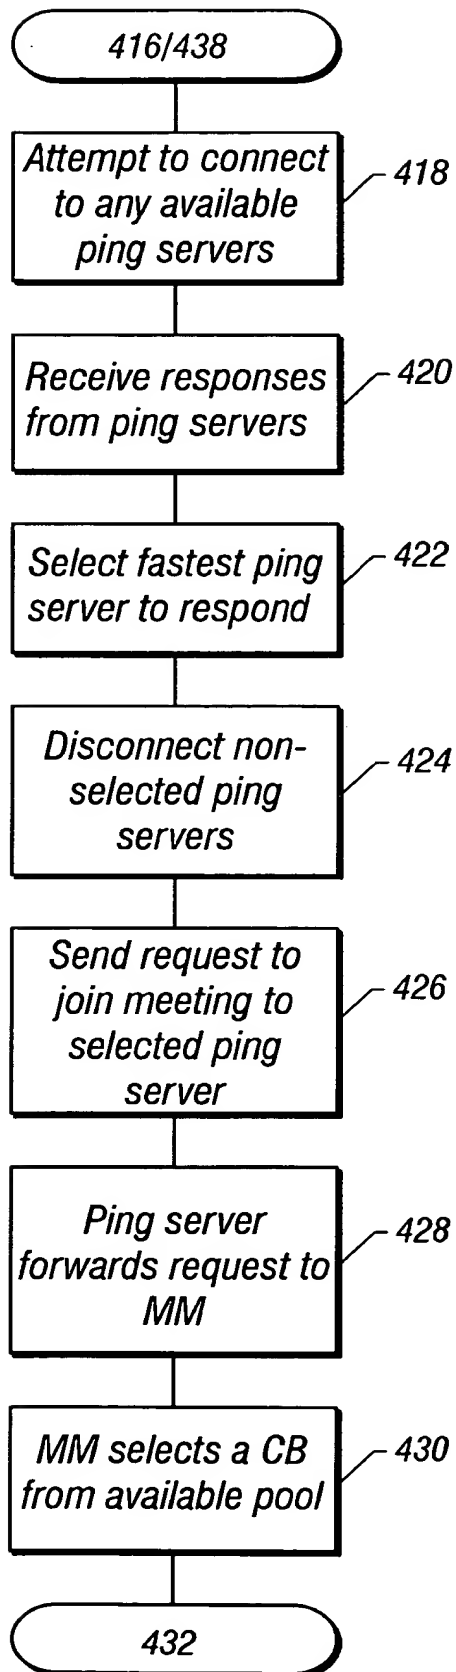 416/438
Attempt to connect
to any available
ping servers
418
Receive responses
from ping servers
420
Select fastest ping
server to respond
422
Disconnect non-
selected ping
servers
424
Send request to
join meeting to
selected ping
server
426
Ping server
forwards request to
MM
428
MM selects a CB
from available pool
430
432